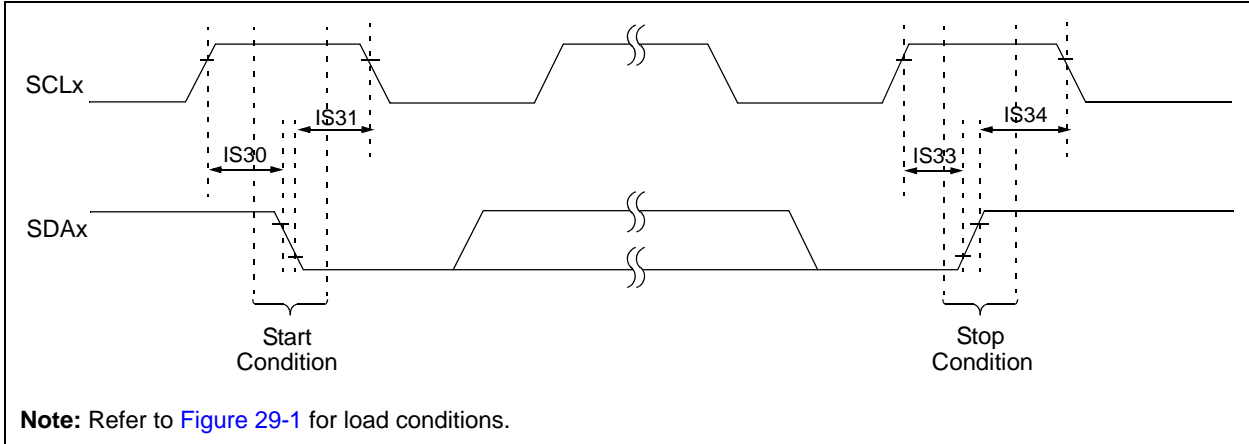 SCLx
IS31
IS34
IS30
IS33
SDAx
Start
Condition
Stop
Condition
Note: Refer to Figure 29-1 for load conditions.